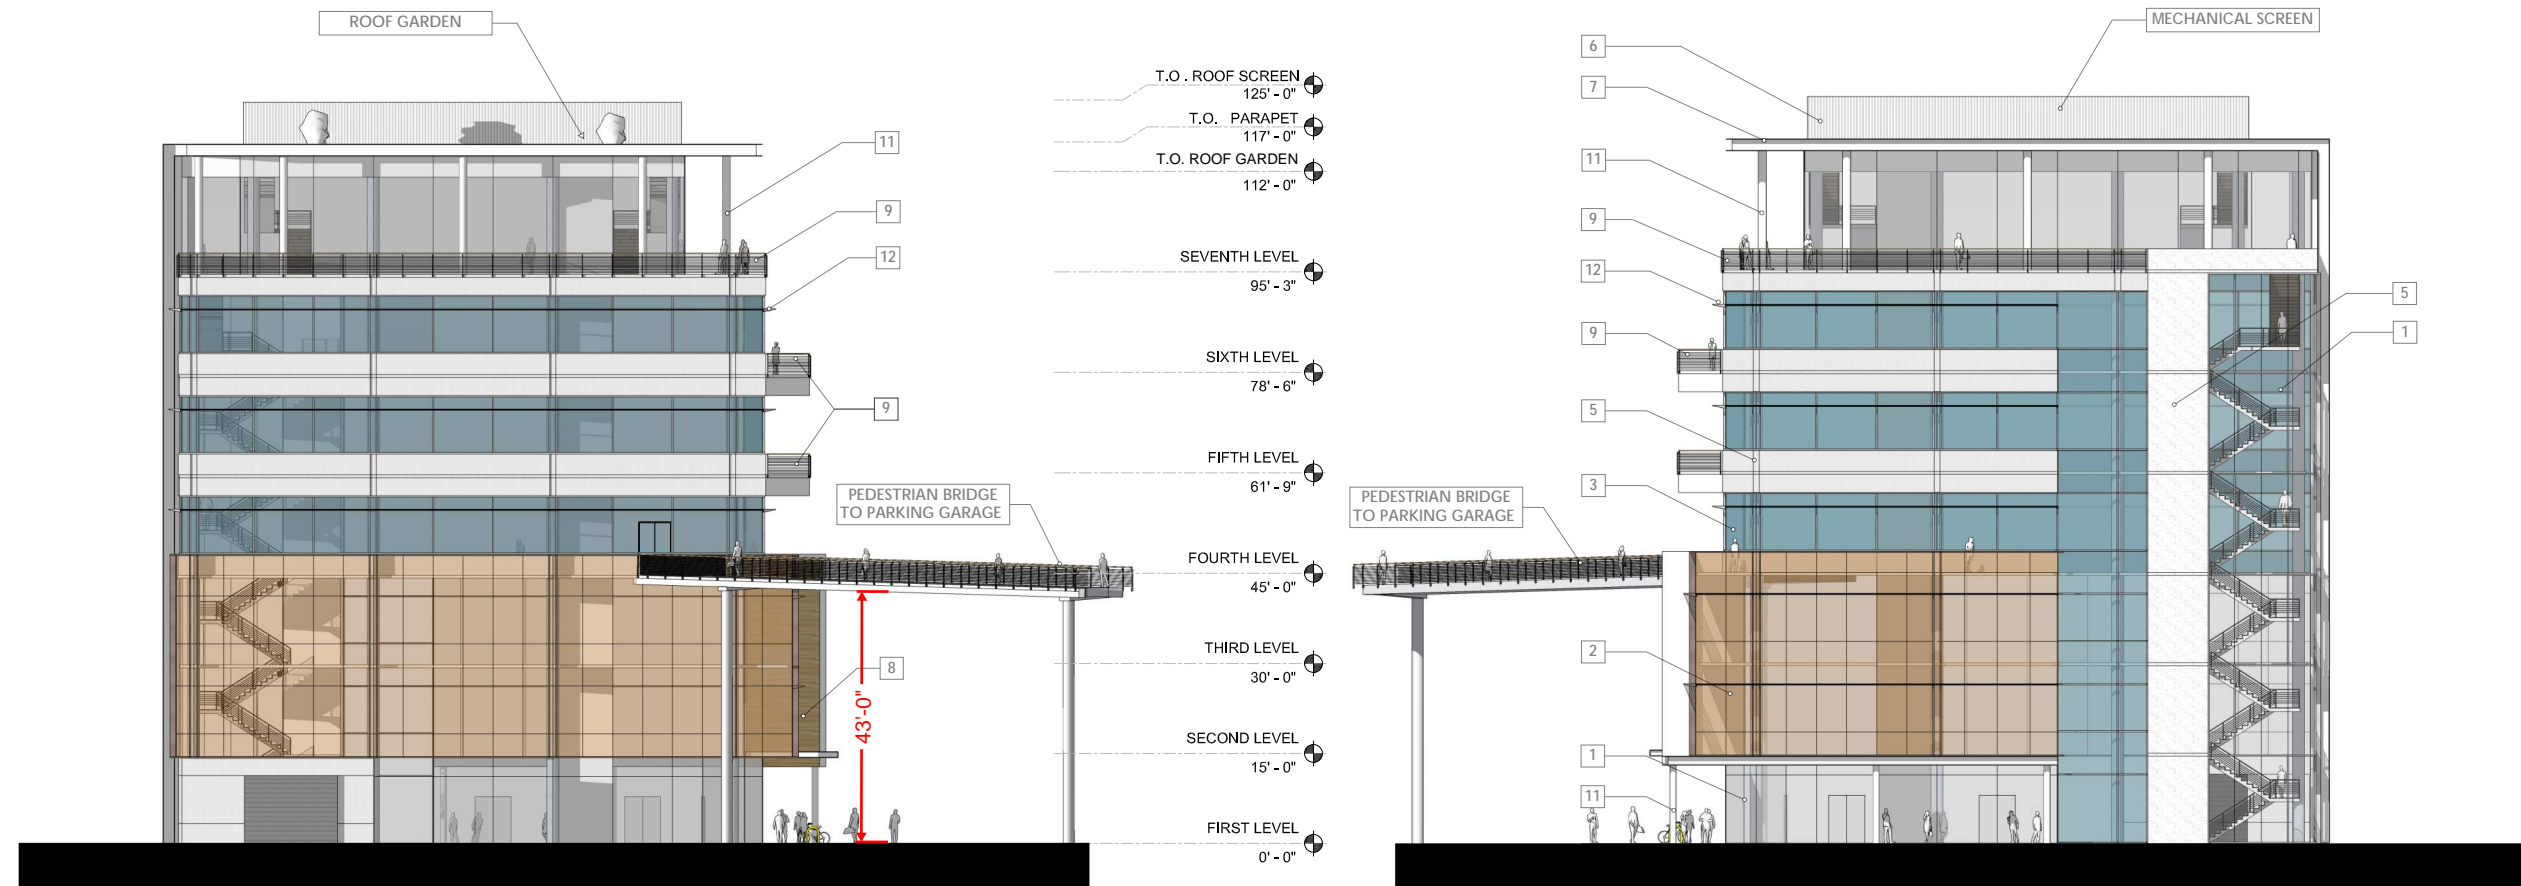 ROOF GARDEN
11
9
12
9
PEDESTRIAN BRIDGE
TO PARKING GARAGE
8
43'-0"
T.O . ROOF SCREEN
125' - 0"
T.O. PARAPET
117' - 0"
T.O. ROOF GARDEN
112' - 0"
SEVENTH LEVEL
95' - 3"
SIXTH LEVEL
78' - 6"
FIFTH LEVEL
61' - 9"
FOURTH LEVEL
45' - 0"
THIRD LEVEL
30' - 0"
SECOND LEVEL
15' - 0"
FIRST LEVEL
0' - 0"
MECHANICAL SCREEN
6
7
11
9
12
9
5
3
PEDESTRIAN BRIDGE
TO PARKING GARAGE
2
1
11
5
1